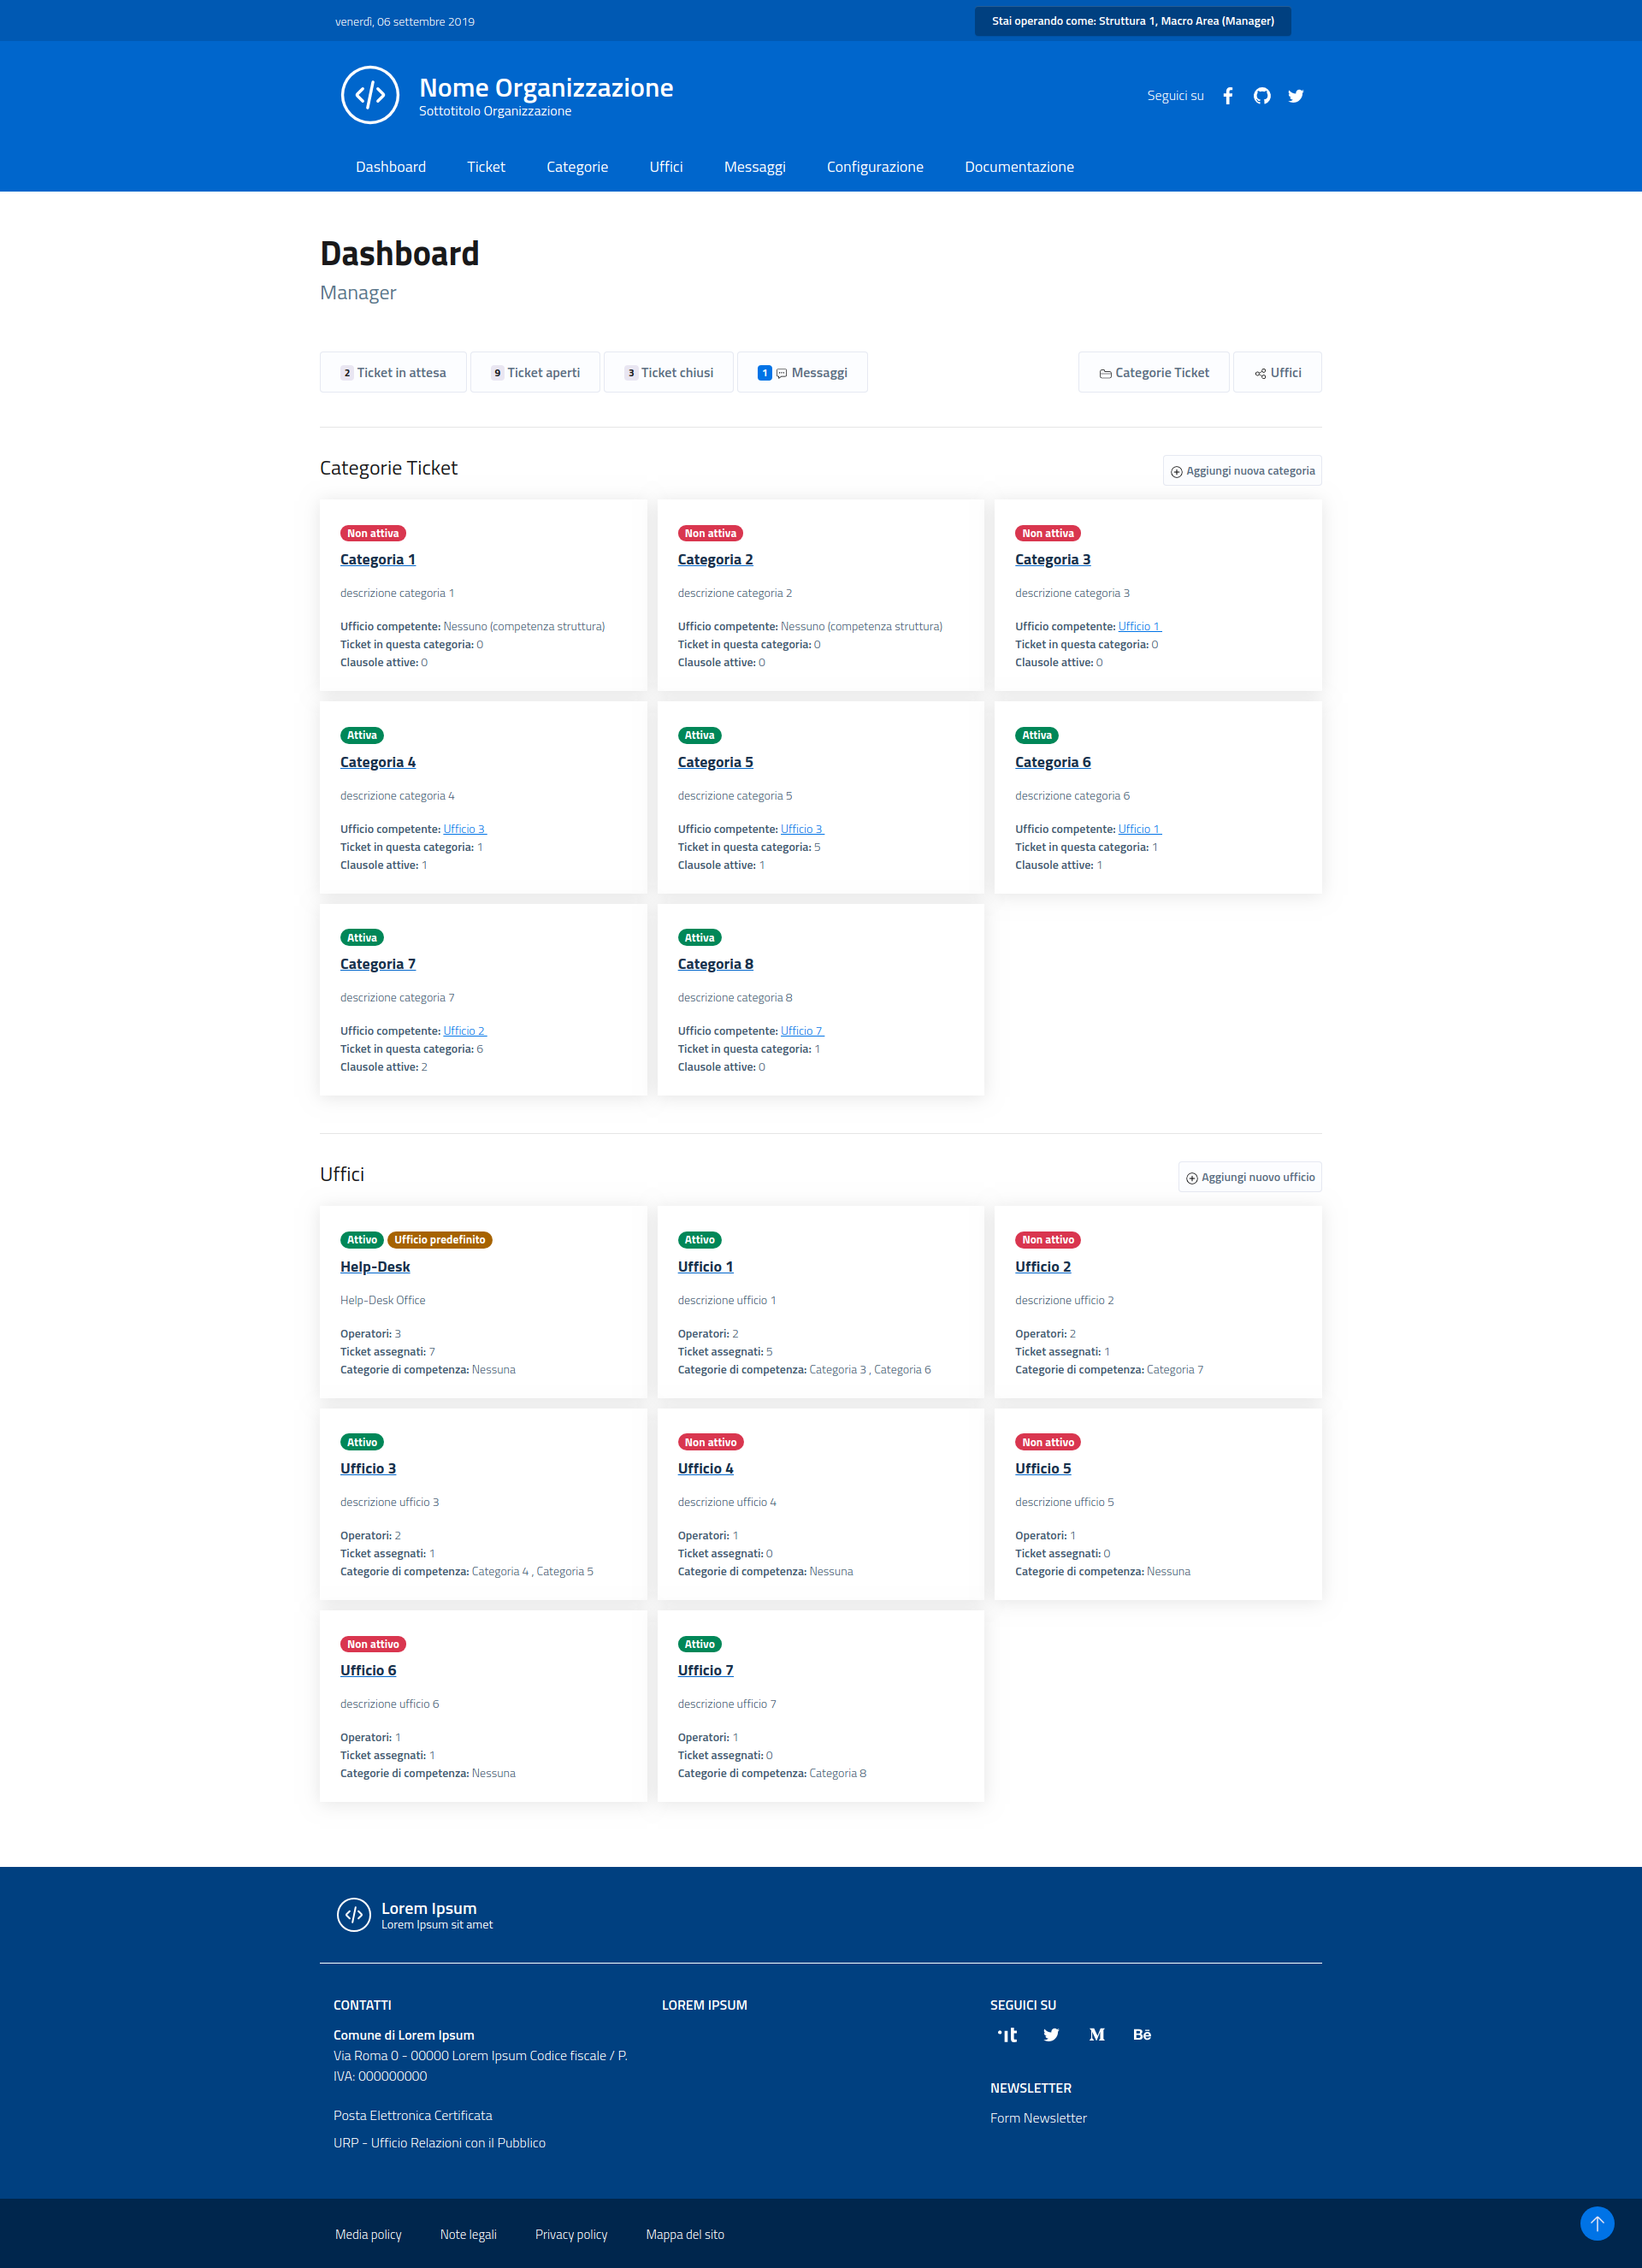 venerdì, 06 settembre 2019
Stai operando come: Struttura 1, Macro Area (Manager)
Nome Organizzazione
Sottotitolo Organizzazione
Seguici su
Dashboard Ticket Categorie Uffici Messaggi Configurazione Documentazione
Dashboard
Manager
2 Ticket in attesa
9 Ticket aperti
3 Ticket chiusi
1 Messaggi
Categorie Ticket
Uffici
Categorie Ticket
Aggiungi nuova categoria
Non attiva
Categoria 1
descrizione categoria 1
Ufficio competente: Nessuno (competenza struttura)
Ticket in questa categoria: 0
Clausole attive: 0
Non attiva
Categoria 2
descrizione categoria 2
Ufficio competente: Nessuno (competenza struttura)
Ticket in questa categoria: 0
Clausole attive: 0
Non attiva
Categoria 3
descrizione categoria 3
Ufficio competente: Ufficio 1
Ticket in questa categoria: 0
Clausole attive: 0
Attiva
Categoria 4
descrizione categoria 4
Ufficio competente: Ufficio 3
Ticket in questa categoria: 1
Clausole attive: 1
Attiva
Categoria 5
descrizione categoria 5
Ufficio competente: Ufficio 3
Ticket in questa categoria: 5
Clausole attive: 1
Attiva
Categoria 6
descrizione categoria 6
Ufficio competente: Ufficio 1
Ticket in questa categoria: 1
Clausole attive: 1
Attiva
Categoria 7
descrizione categoria 7
Ufficio competente: Ufficio 2
Ticket in questa categoria: 6
Clausole attive: 2
Attiva
Categoria 8
descrizione categoria 8
Ufficio competente: Ufficio 7
Ticket in questa categoria: 1
Clausole attive: 0
Uffici
Aggiungi nuovo ufficio
Attivo Ufficio predefinito
Help-Desk
Help-Desk Office
Operatori: 3
Ticket assegnati: 7
Categorie di competenza: Nessuna
Attivo
Ufficio 1
descrizione ufficio 1
Operatori: 2
Ticket assegnati: 5
Categorie di competenza: Categoria 3 , Categoria 6
Non attivo
Ufficio 2
descrizione ufficio 2
Operatori: 2
Ticket assegnati: 1
Categorie di competenza: Categoria 7
Attivo
Ufficio 3
descrizione ufficio 3
Operatori: 2
Ticket assegnati: 1
Categorie di competenza: Categoria 4 , Categoria 5
Non attivo
Ufficio 4
descrizione ufficio 4
Operatori: 1
Ticket assegnati: 0
Categorie di competenza: Nessuna
Non attivo
Ufficio 5
descrizione ufficio 5
Operatori: 1
Ticket assegnati: 0
Categorie di competenza: Nessuna
Non attivo
Ufficio 6
descrizione ufficio 6
Operatori: 1
Ticket assegnati: 1
Categorie di competenza: Nessuna
Attivo
Ufficio 7
descrizione ufficio 7
Operatori: 1
Ticket assegnati: 0
Categorie di competenza: Categoria 8
Lorem Ipsum
Lorem Ipsum sit amet
CONTATTI
Comune di Lorem Ipsum
Via Roma 0 - 00000 Lorem Ipsum Codice fiscale / P.
IVA: 000000000
Posta Elettronica Certificata
URP - Ufficio Relazioni con il Pubblico
LOREM IPSUM
SEGUICI SU
NEWSLETTER
Form Newsletter
Media policy Note legali Privacy policy Mappa del sito